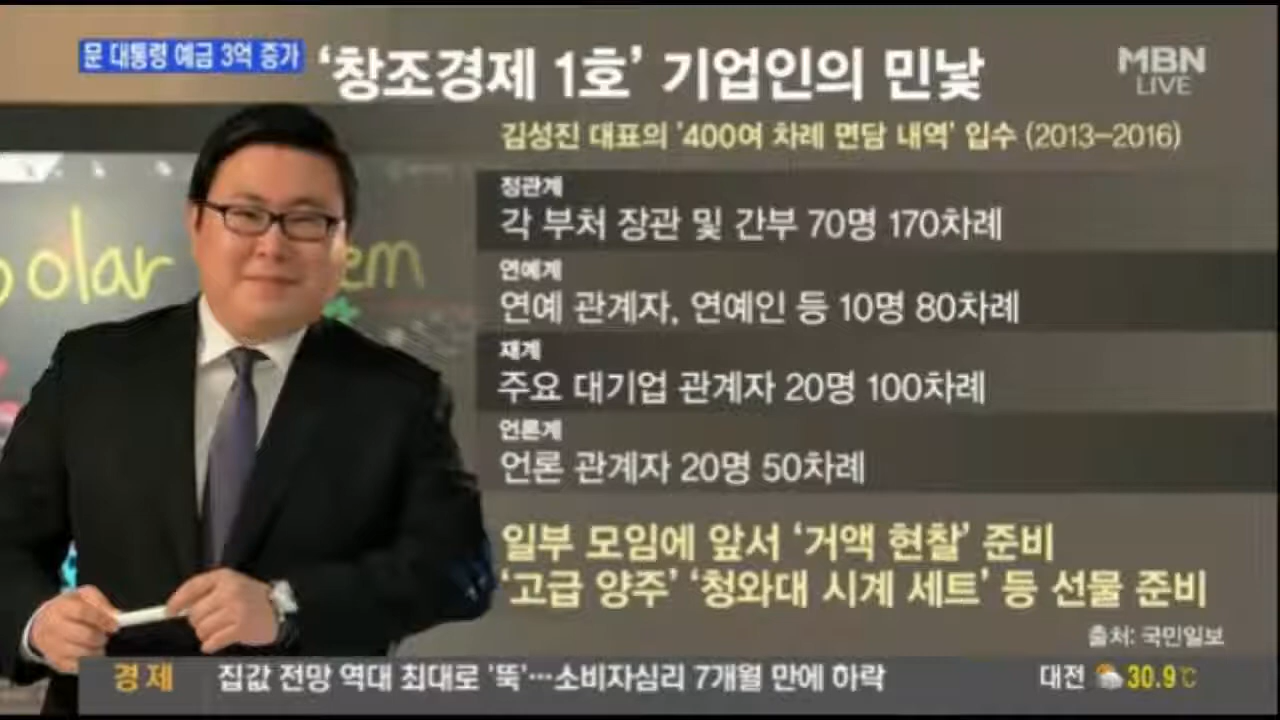 문 대통령 예금 3억 증가
'창조경제 1호' 기업인의 민낯
MBN
LIVE
김성진 대표의 '400여 차례 면담 내역' 입수 (2013-2016)
정관계
각 부처 장관 및 간부 70명 170차례
연예계
연예 관계자, 연예인 등 10명 80차례
재계
주요 대기업 관계자 20명 100차례
언론계
언론 관계자 20명 50차례
일부 모임에 앞서 '거액 현찰' 준비
'고급 양주' '청와대 시계 세트' 등 선물 준비
출처: 국민일보
경제 집값 전망 역대 최대로 '뚝'…소비자심리 7개월 만에 하락 대전 30.9℃
olar em